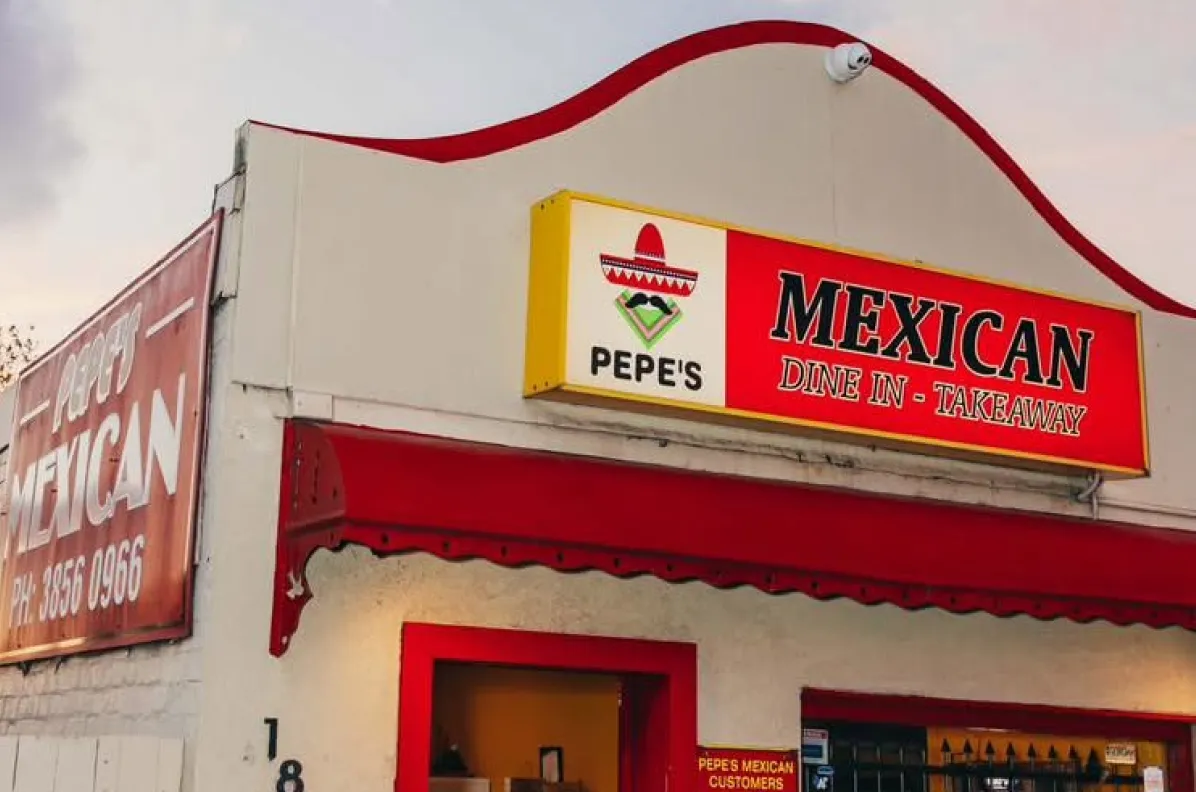 PEPE'S
MEXICAN
PH: 3856 0966
PEPE'S
MEXICAN
DINE IN - TAKEAWAY
18
PEPE'S MEXICAN
CUSTOMERS